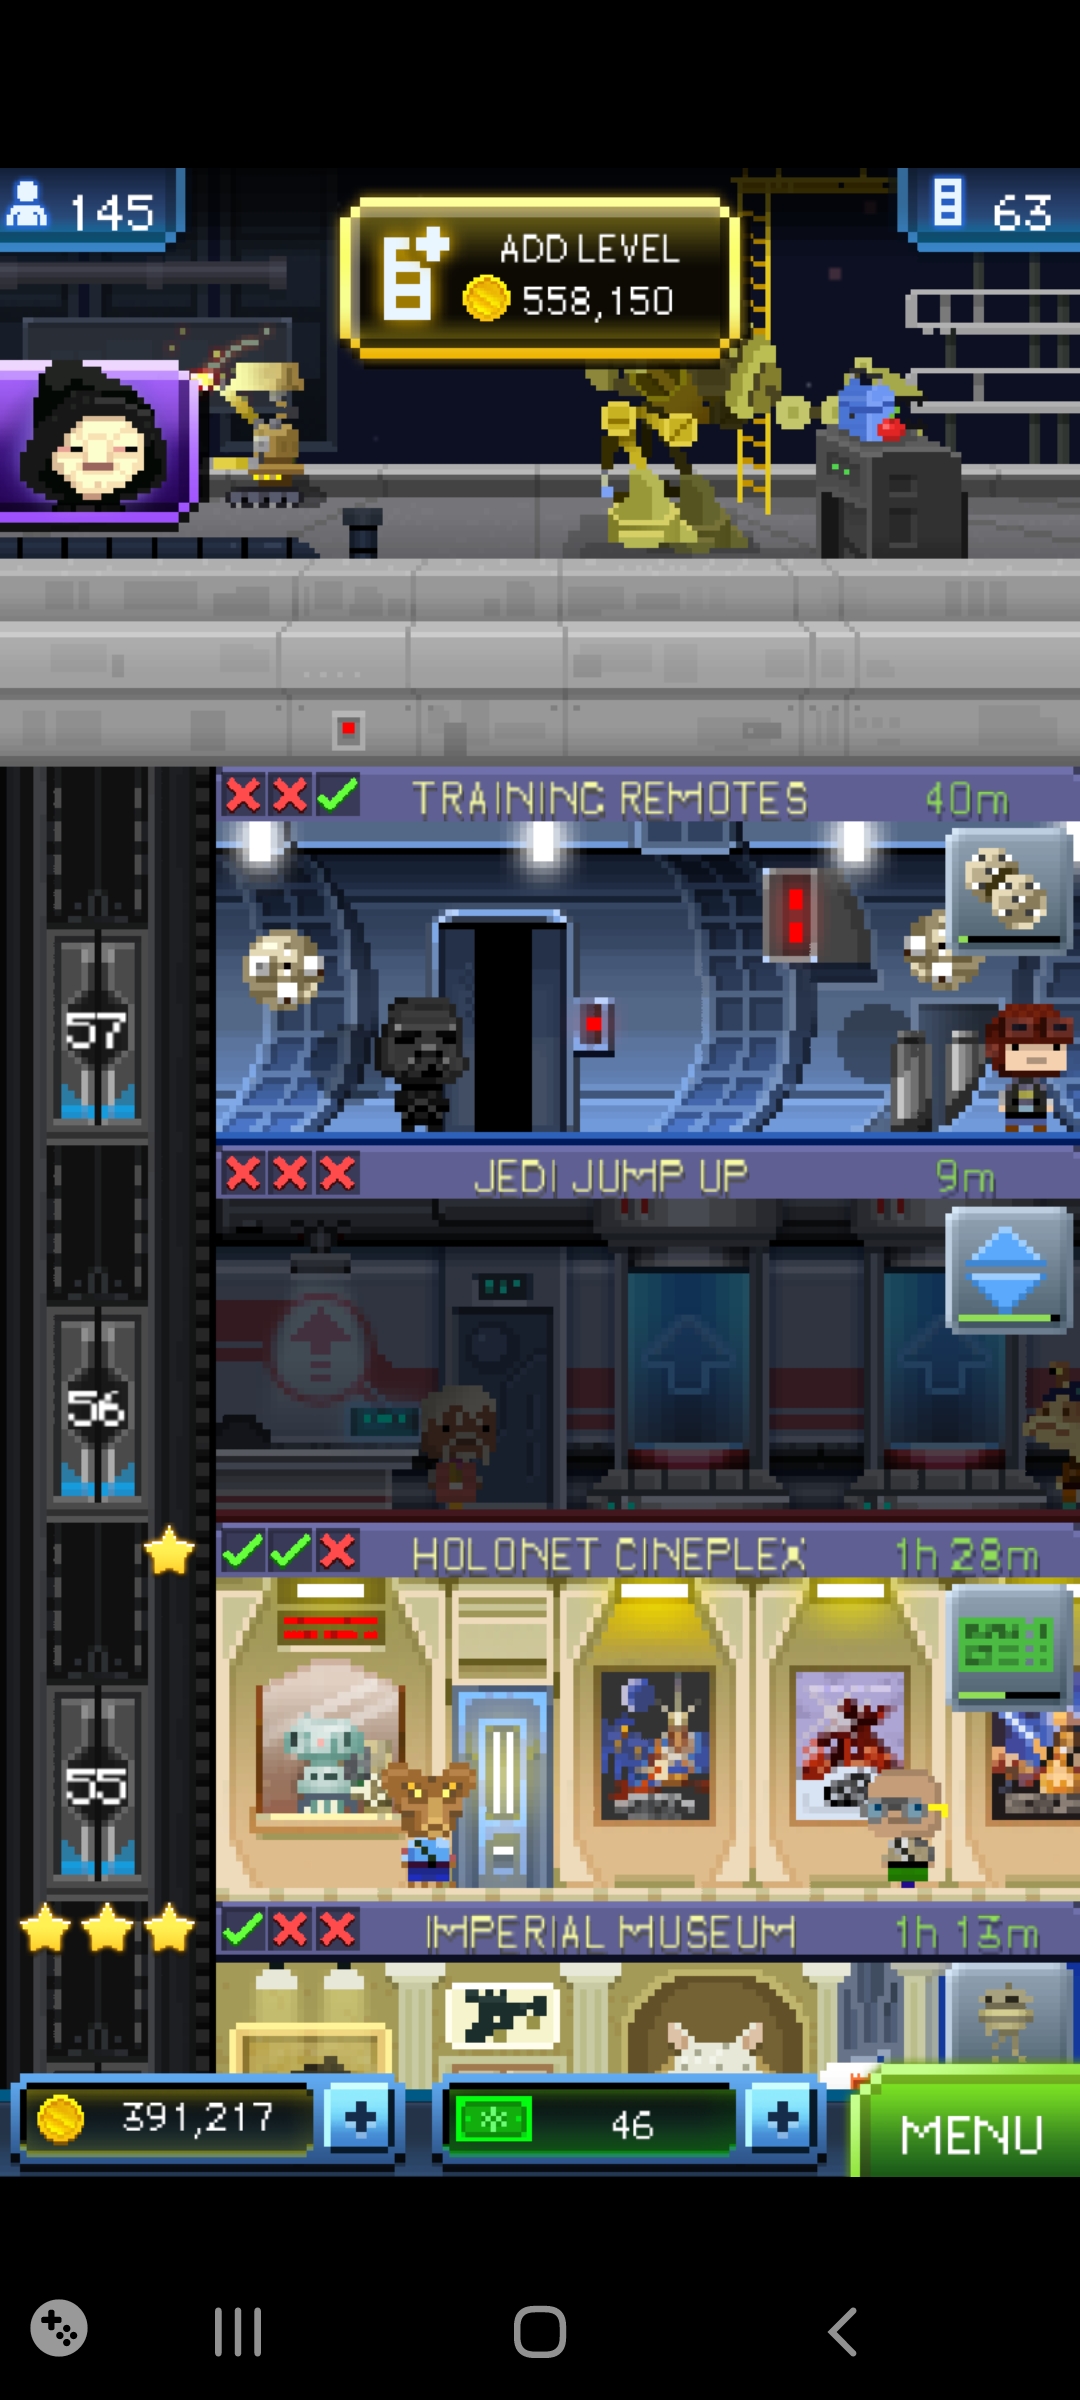 145
ADD LEVEL
558,150
63
TRAINING REMOTES 40m
57
JEDI JUMP UP 9m
56
HOLONET CINEPLEX 1h 28m
55
IMPERIAL MUSEUM 1h 13m
391,217
46
MENU